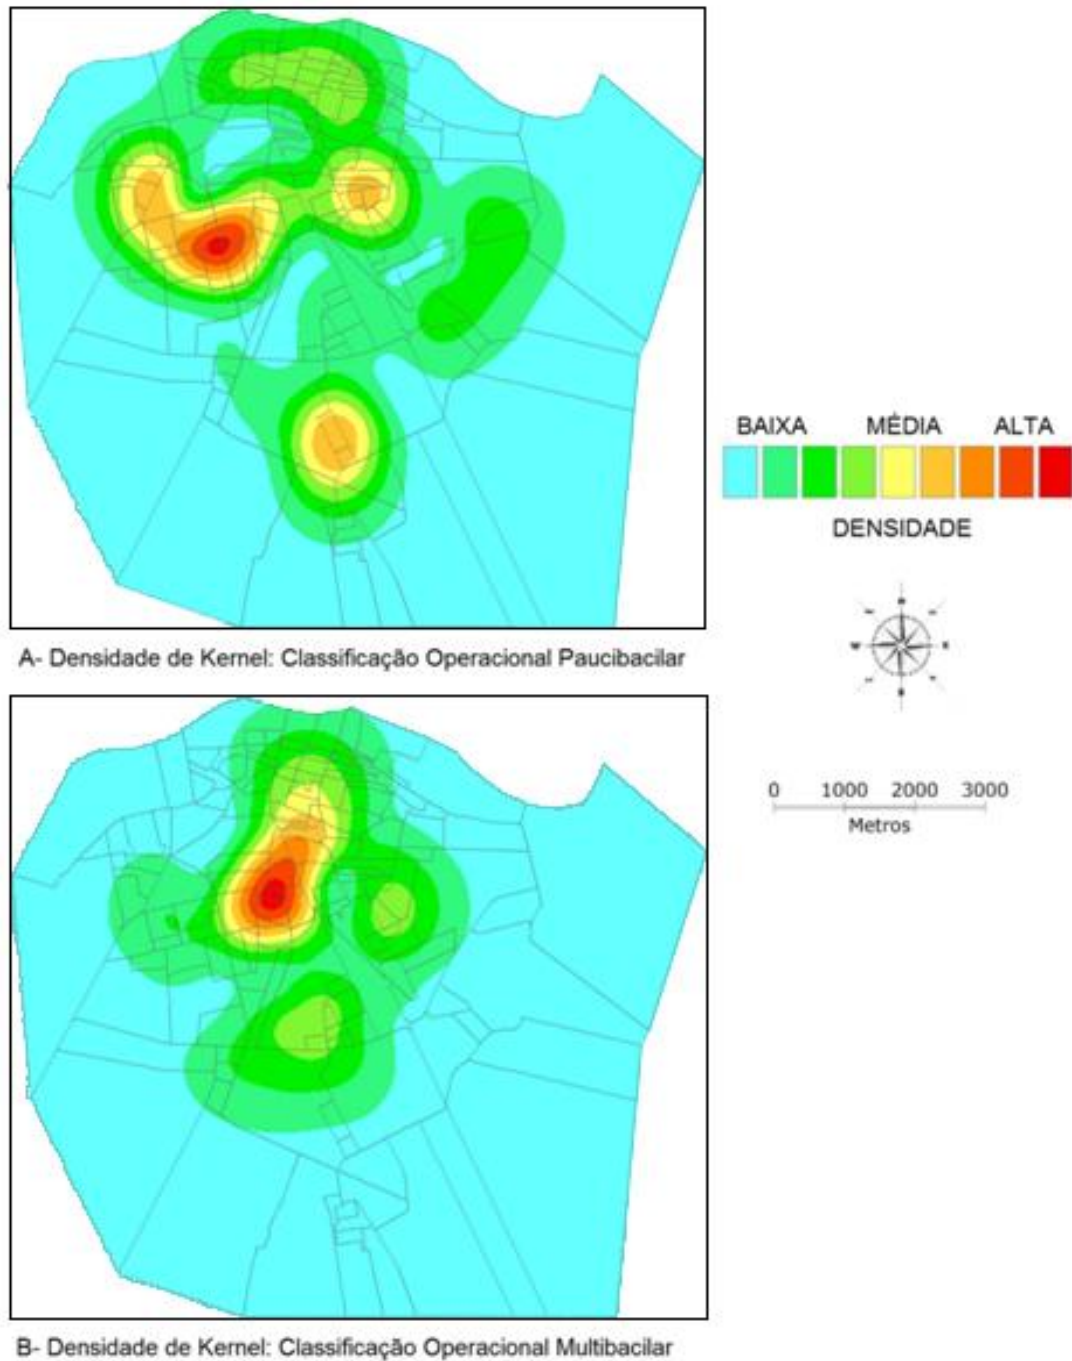 BAIXA MÉDIA ALTA
DENSIDADE
A- Densidade de Kernel: Classificação Operacional Paucibacilar
0 1000 2000 3000
Metros
B- Densidade de Kernel: Classificação Operacional Multibacilar